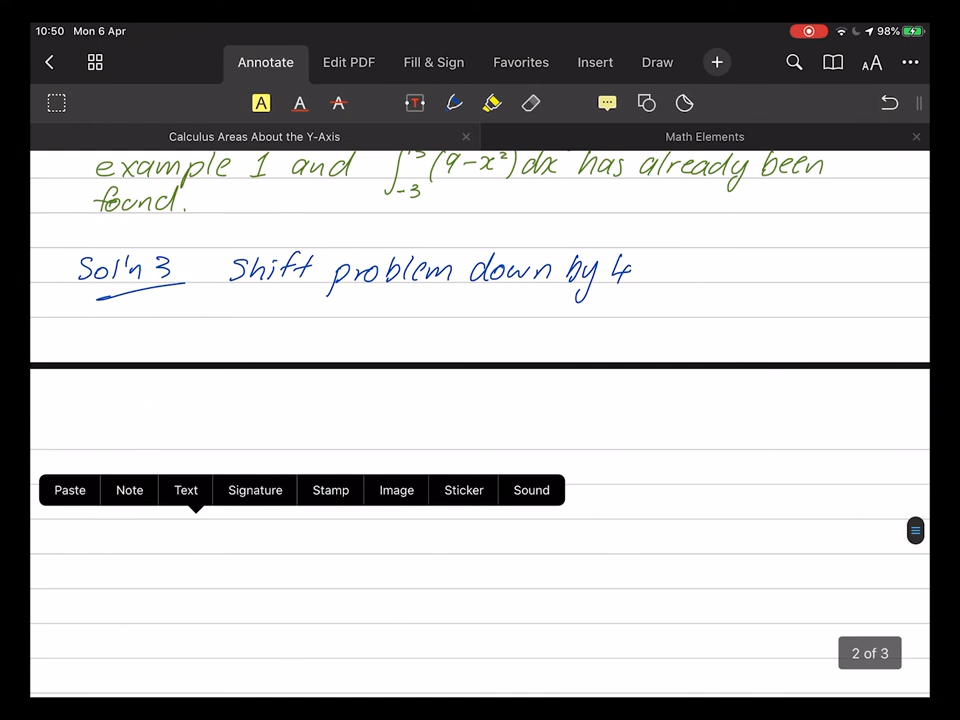 10:50 Mon 6 Apr 98%
Annotate Edit PDF Fill & Sign Favorites Insert Draw
Calculus Areas About the Y-Axis Math Elements
example 1 and ∫₋₃³ (9-x²)dx has already been
found.
Sol'n 3 Shift problem down by 4
Paste Note Text Signature Stamp Image Sticker Sound
2 of 3